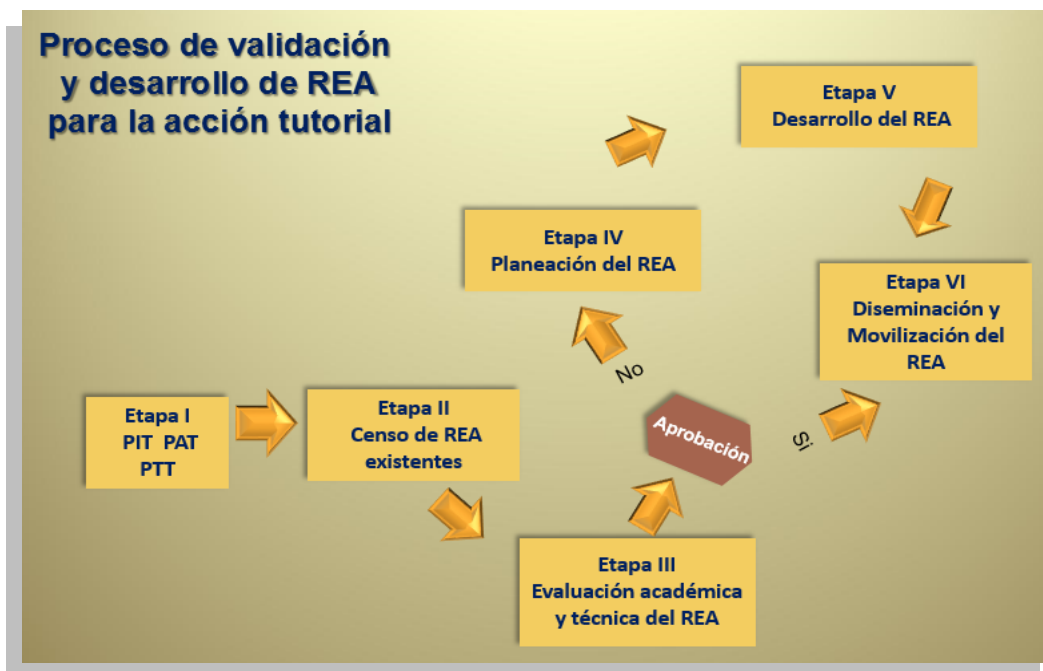 Proceso de validación
y desarrollo de REA
para la acción tutorial
Etapa I
PIT PAT
PTT
Etapa II
Censo de REA
existentes
Etapa III
Evaluación académica
y técnica del REA
Aprobación
No
Si
Etapa IV
Planeación del REA
Etapa V
Desarrollo del REA
Etapa VI
Diseminación y
Movilización del
REA